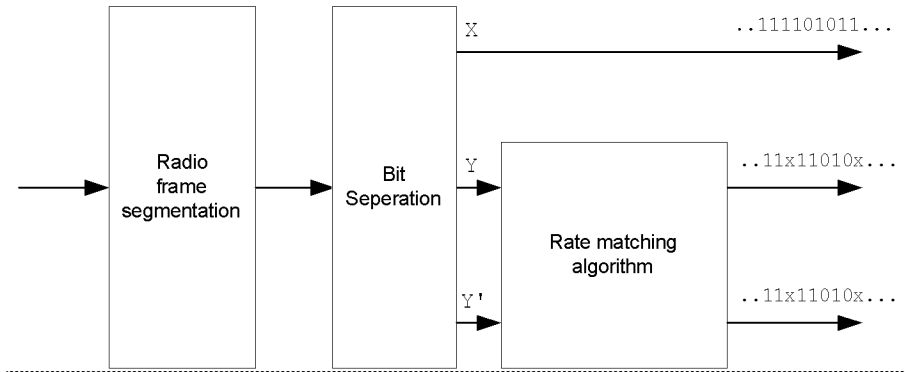 X
..111101011...
Radio
frame
segmentation
Bit
Seperation
Y
..11x11010x...
Rate matching
algorithm
Y'
..11x11010x...